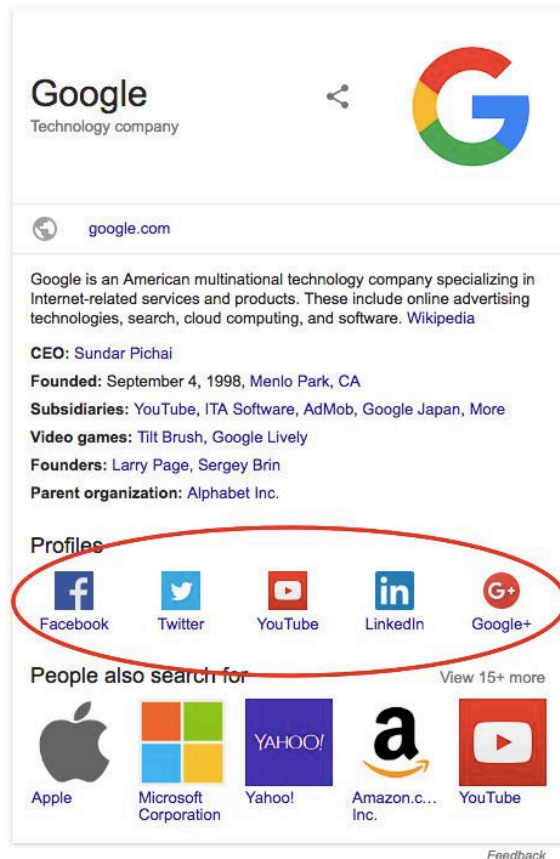 Google
Technology company
google.com
Google is an American multinational technology company specializing in
Internet-related services and products. These include online advertising
technologies, search, cloud computing, and software. Wikipedia
CEO: Sundar Pichai
Founded: September 4, 1998, Menlo Park, CA
Subsidiaries: YouTube, ITA Software, AdMob, Google Japan, More
Video games: Tilt Brush, Google Lively
Founders: Larry Page, Sergey Brin
Parent organization: Alphabet Inc.
Profiles
Facebook Twitter YouTube LinkedIn Google+
People also search for View 15+ more
YAHOO!
Apple Microsoft Yahoo! Amazon.c... YouTube
Corporation Inc.
Feedback